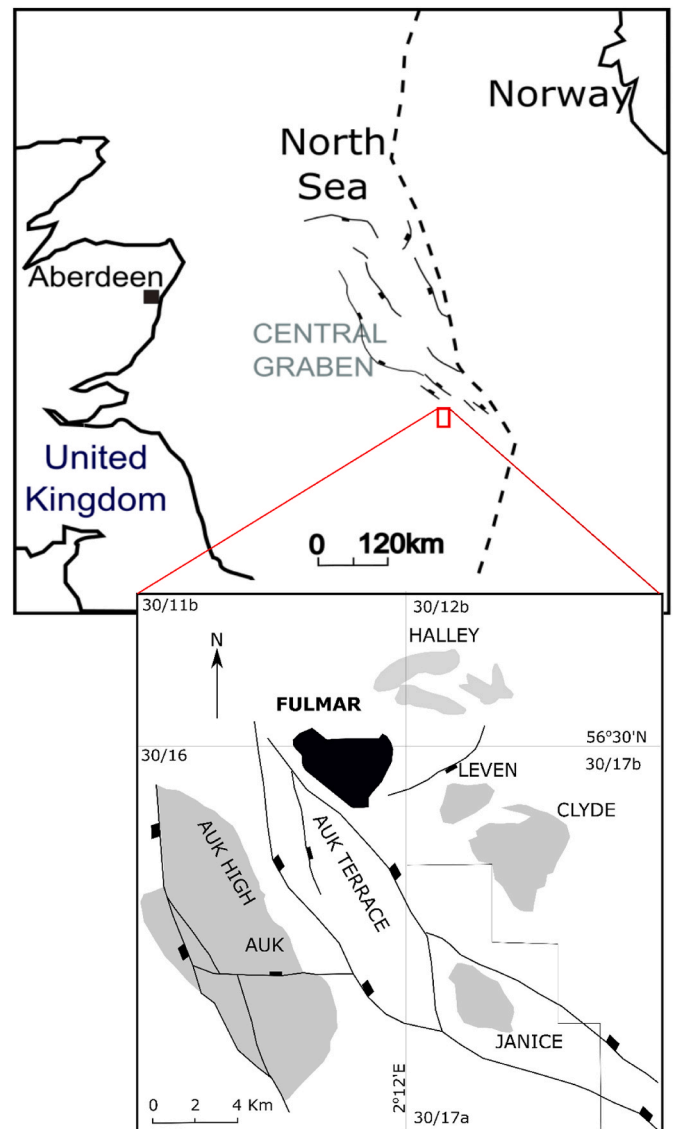 Norway
North
Sea
Aberdeen
CENTRAL
GRABEN
United
Kingdom
0 120km
30/11b
30/12b
HALLEY
N
FULMAR
56°30'N
30/16
30/17b
LEVEN
CLYDE
AUK HIGH
AUK TERRACE
AUK
JANICE
2°12'E
0 2 4 Km
30/17a